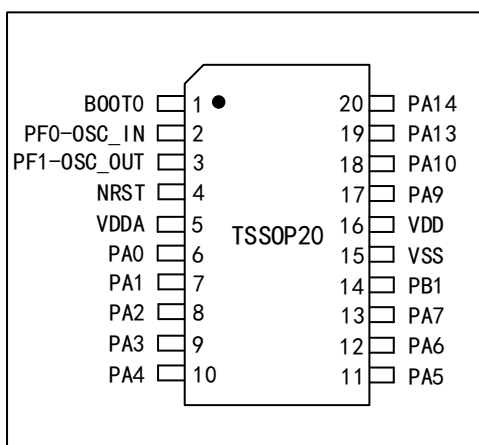 BOOT0 1 20 PA14
PF0-OSC_IN 2 19 PA13
PF1-OSC_OUT 3 18 PA10
NRST 4 17 PA9
VDDA 5 16 VDD
TSSOP20
PA0 6 15 VSS
PA1 7 14 PB1
PA2 8 13 PA7
PA3 9 12 PA6
PA4 10 11 PA5